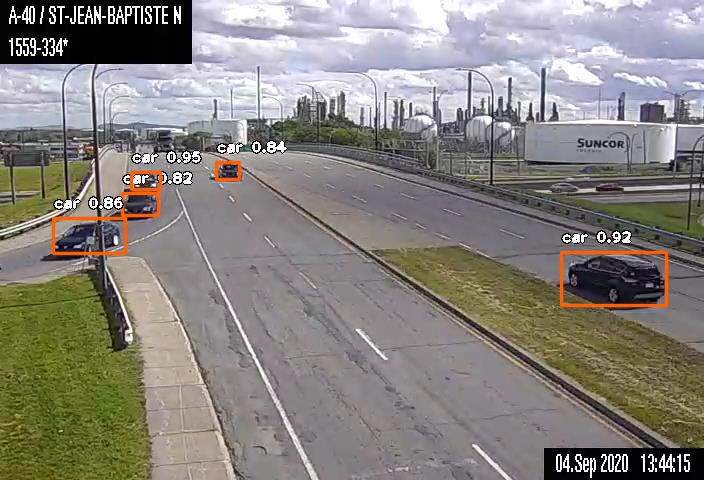 A-40 / ST-JEAN-BAPTISTE N
1559-334*
car 0.95
car 0.84
car 0.82
car 0.86
car 0.92
SUNCOR
04.Sep 2020 13:44:15